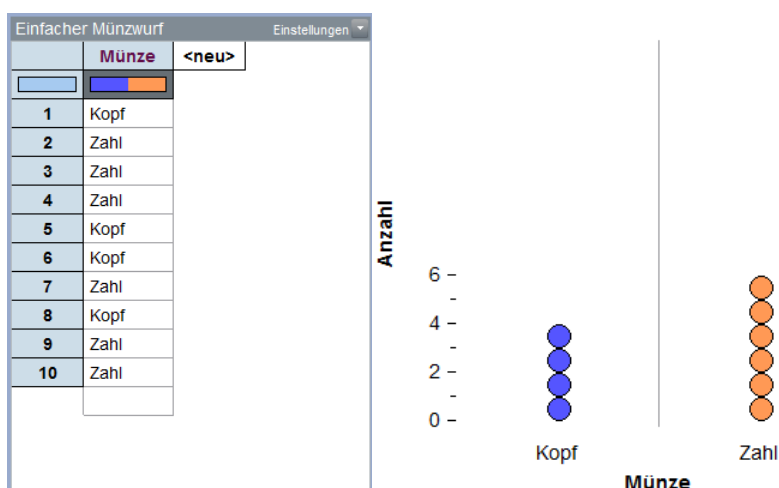 Einfacher Münzwurf Einstellungen
Münze <neu>
1 Kopf
2 Zahl
3 Zahl
4 Zahl
5 Kopf
6 Kopf
7 Zahl
8 Kopf
9 Zahl
10 Zahl
Anzahl
6
4
2
0
Kopf Zahl
Münze